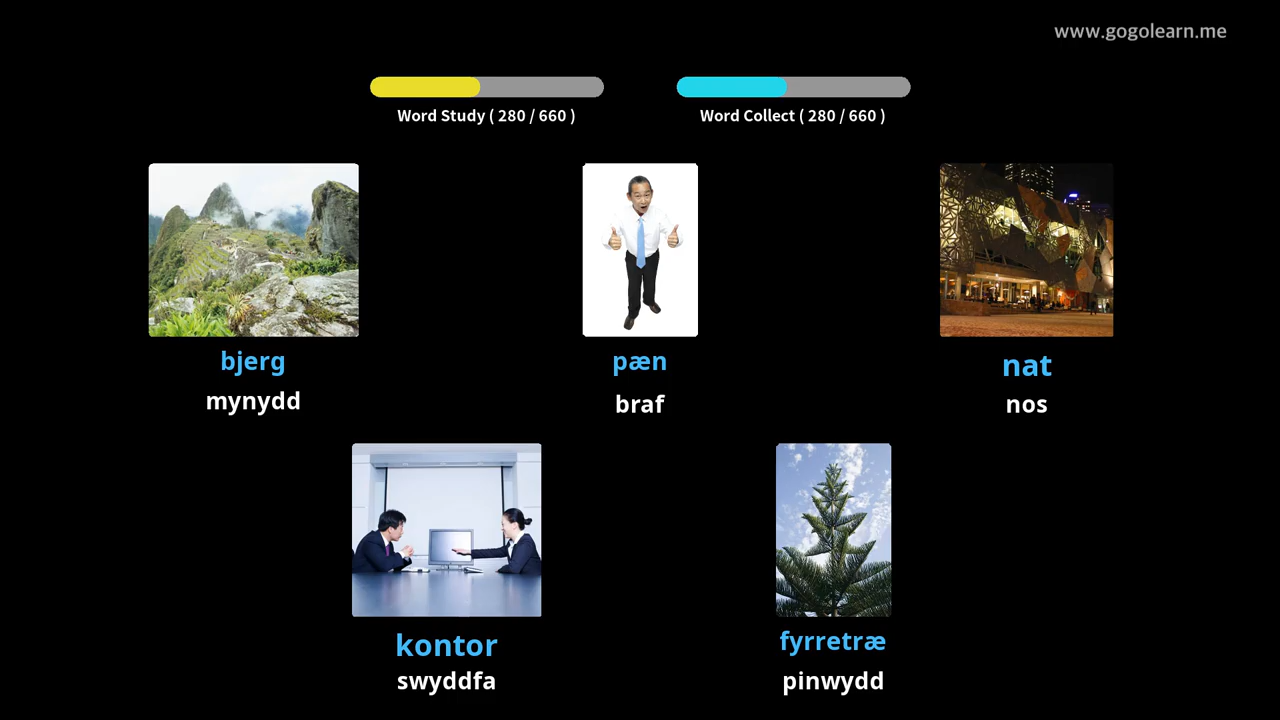 www.gogolearn.me
Word Study ( 280 / 660 )
Word Collect ( 280 / 660 )
bjerg
mynydd
pæn
braf
nat
nos
kontor
swyddfa
fyrretræ
pinwydd